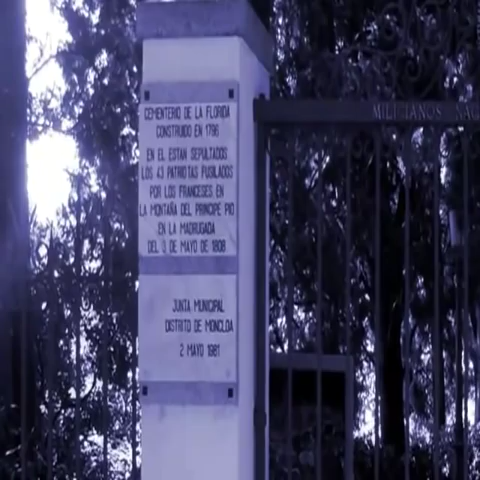 CEMENTERIO DE LA FLORIDA
CONSTRUIDO EN 1796
EN EL ESTAN SEPULTADOS
LOS 43 PATRIOTAS FUSILADOS
POR LOS FRANCESES EN
LA MONTAÑA DEL PRINCIPE PIO
EN LA MADRUGADA
DEL 3 DE MAYO DE 1808
JUNTA MUNICIPAL
DISTRITO DE MONCLOA
2 MAYO 1981